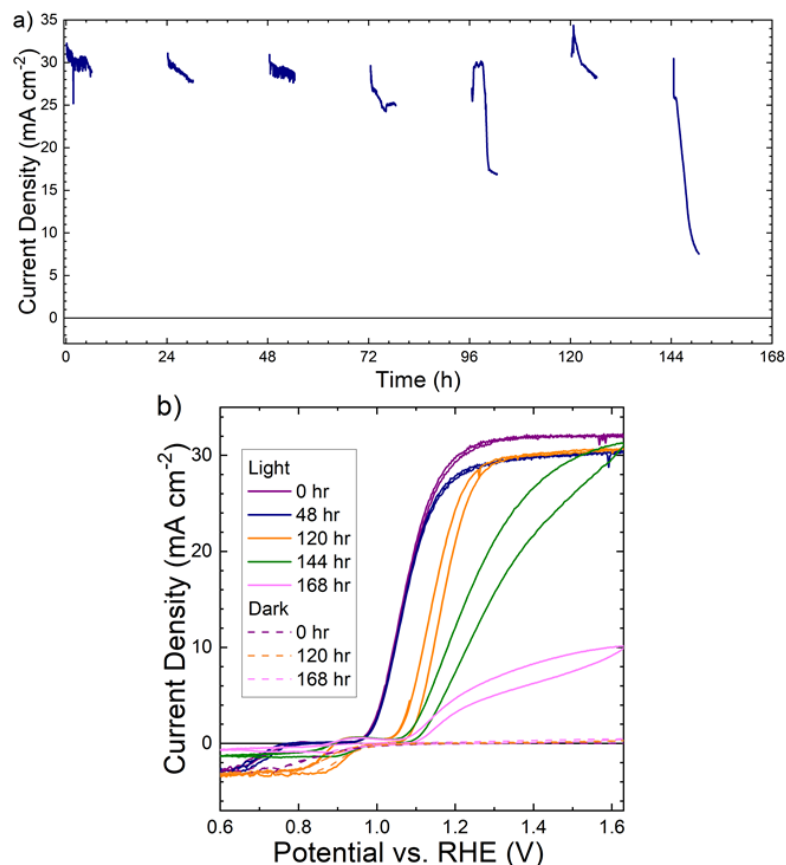 a)
35
30
25
20
15
10
5
0
Current Density (mA cm⁻²)
0 24 48 72 96 120 144 168
Time (h)
b)
30
20
10
0
Current Density (mA cm⁻²)
Light
0 hr
48 hr
120 hr
144 hr
168 hr
Dark
0 hr
120 hr
168 hr
0.6 0.8 1.0 1.2 1.4 1.6
Potential vs. RHE (V)